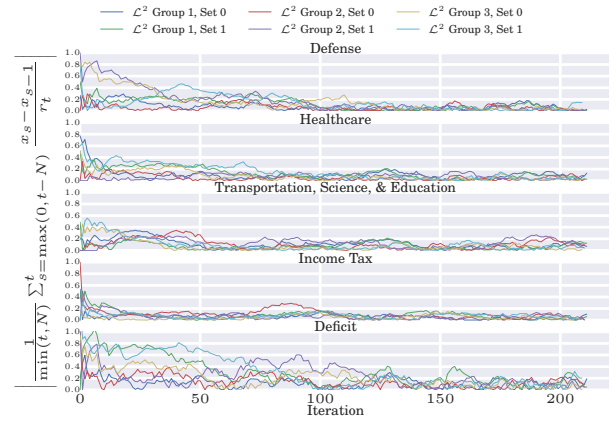 ℒ² Group 1, Set 0 ℒ² Group 2, Set 0 ℒ² Group 3, Set 0
ℒ² Group 1, Set 1 ℒ² Group 2, Set 1 ℒ² Group 3, Set 1
|1/min(t,N) ∑^t_{s=max(0,t−N)} (x_s−x_{s−1})/r_t|
Defense
1.0
0.8
0.6
0.4
0.2
Healthcare
1.0
0.8
0.6
0.4
0.2
0.0
Transportation, Science, & Education
1.0
0.8
0.6
0.4
0.2
0.0
Income Tax
1.0
0.8
0.6
0.4
0.2
0.0
Deficit
1.0
0.8
0.6
0.4
0.2
0.0
0 50 100 150 200
Iteration